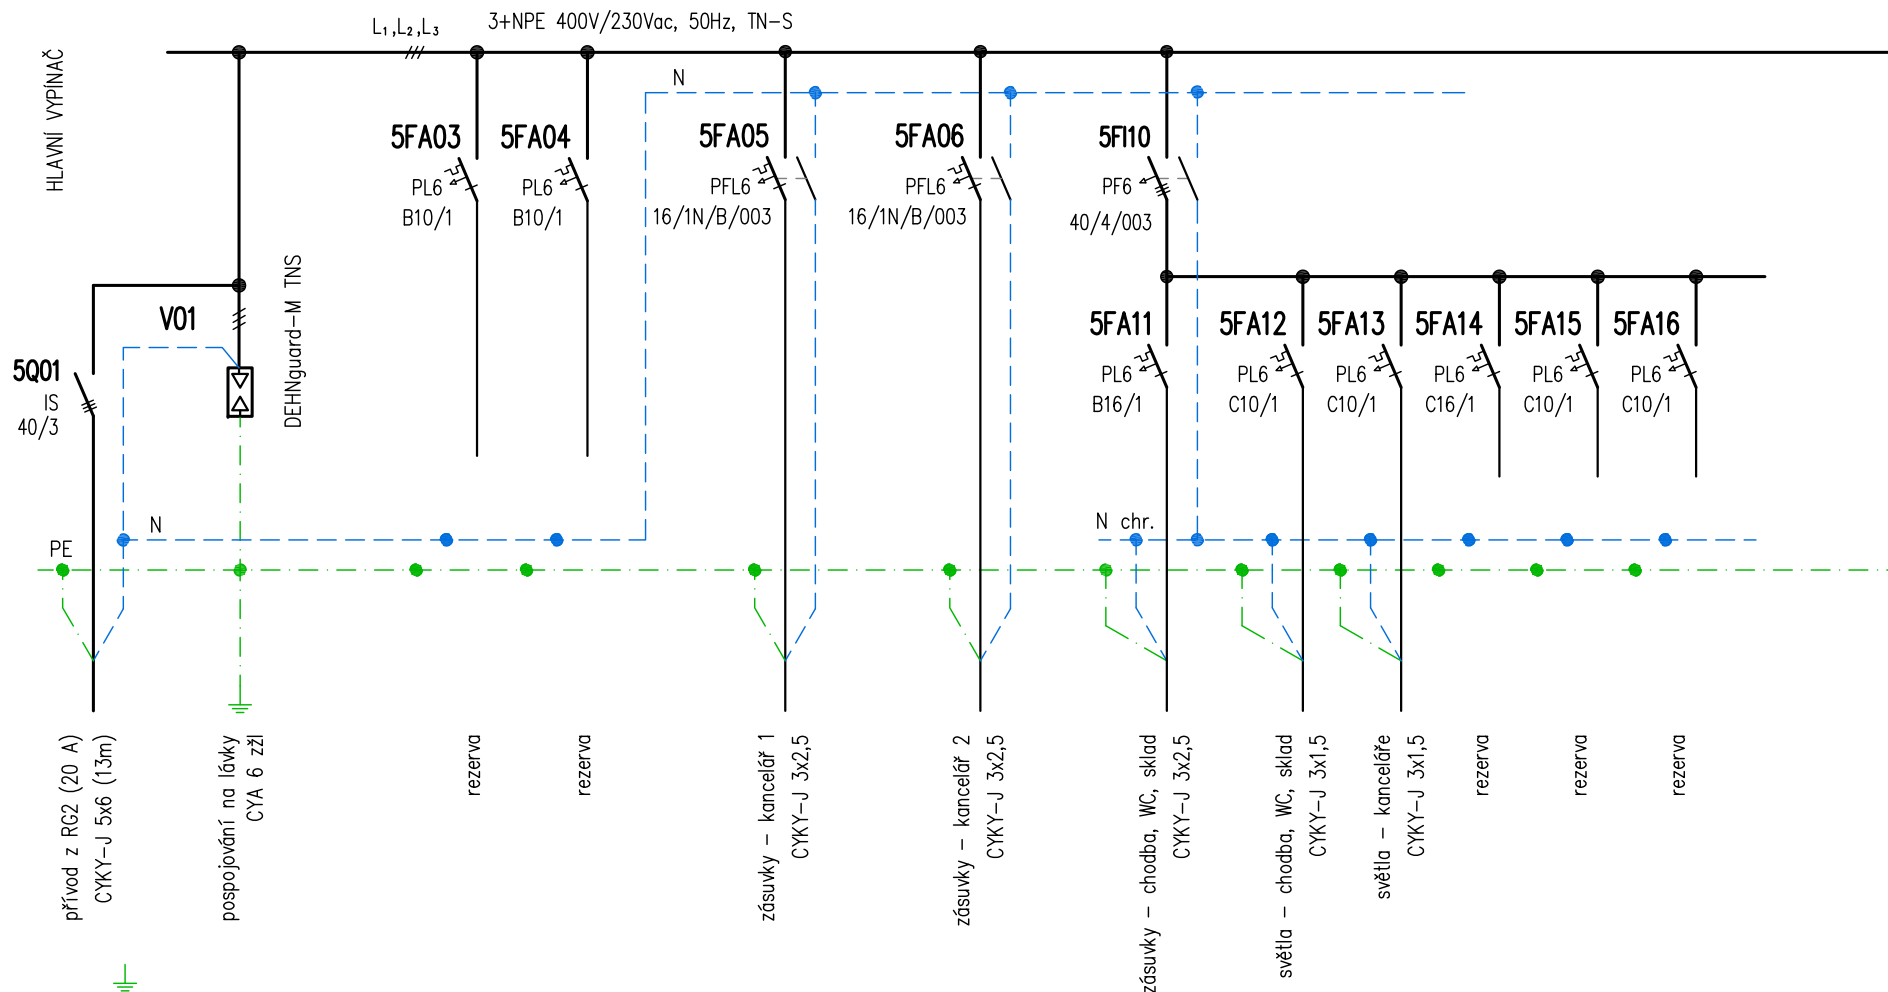 L₁,L₂,L₃
3+NPE 400V/230Vac, 50Hz, TN-S
HLAVNÍ VYPÍNAČ
N
5FA03
PL6
B10/1
5FA04
PL6
B10/1
5FA05
PFL6
16/1N/B/003
5FA06
PFL6
16/1N/B/003
5FI10
PF6
40/4/003
V01
DEHNguard-M TNS
5Q01
IS
40/3
5FA11
PL6
B16/1
5FA12
PL6
C10/1
5FA13
PL6
C10/1
5FA14
PL6
C16/1
5FA15
PL6
C10/1
5FA16
PL6
C10/1
N
N chr.
PE
přívod z RG2 (20 A)
CYKY-J 5x6 (13m)
pospojování na lávky
CYA 6 zžl
rezerva
rezerva
zásuvky - kancelář 1
CYKY-J 3x2,5
zásuvky - kancelář 2
CYKY-J 3x2,5
zásuvky - chodba, WC, sklad
CYKY-J 3x2,5
světla - chodba, WC, sklad
CYKY-J 3x1,5
světla - kanceláře
CYKY-J 3x1,5
rezerva
rezerva
rezerva